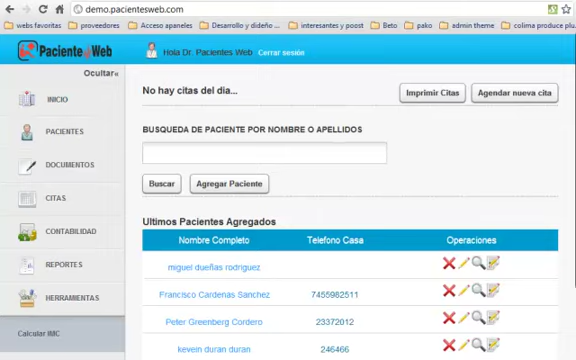 demo.pacientesweb.com
webs favoritas proveedores Acceso apaneles Desarrollo y dideño ... interesantes y poost Beto pako admin theme colima produce plu
Paciente Web Hola Dr. Pacientes Web Cerrar sesión
Ocultar«
No hay citas del dia...
Imprimir Citas Agendar nueva cita
INICIO
PACIENTES
DOCUMENTOS
CITAS
CONTABILIDAD
REPORTES
HERRAMIENTAS
Calcular IMC
BUSQUEDA DE PACIENTE POR NOMBRE O APELLIDOS
Buscar Agregar Paciente
Ultimos Pacientes Agregados
Nombre Completo Telefono Casa Operaciones
miguel dueñas rodriguez
Francisco Cardenas Sanchez 7455982511
Peter Greenberg Cordero 23372012
kevein duran duran 246466